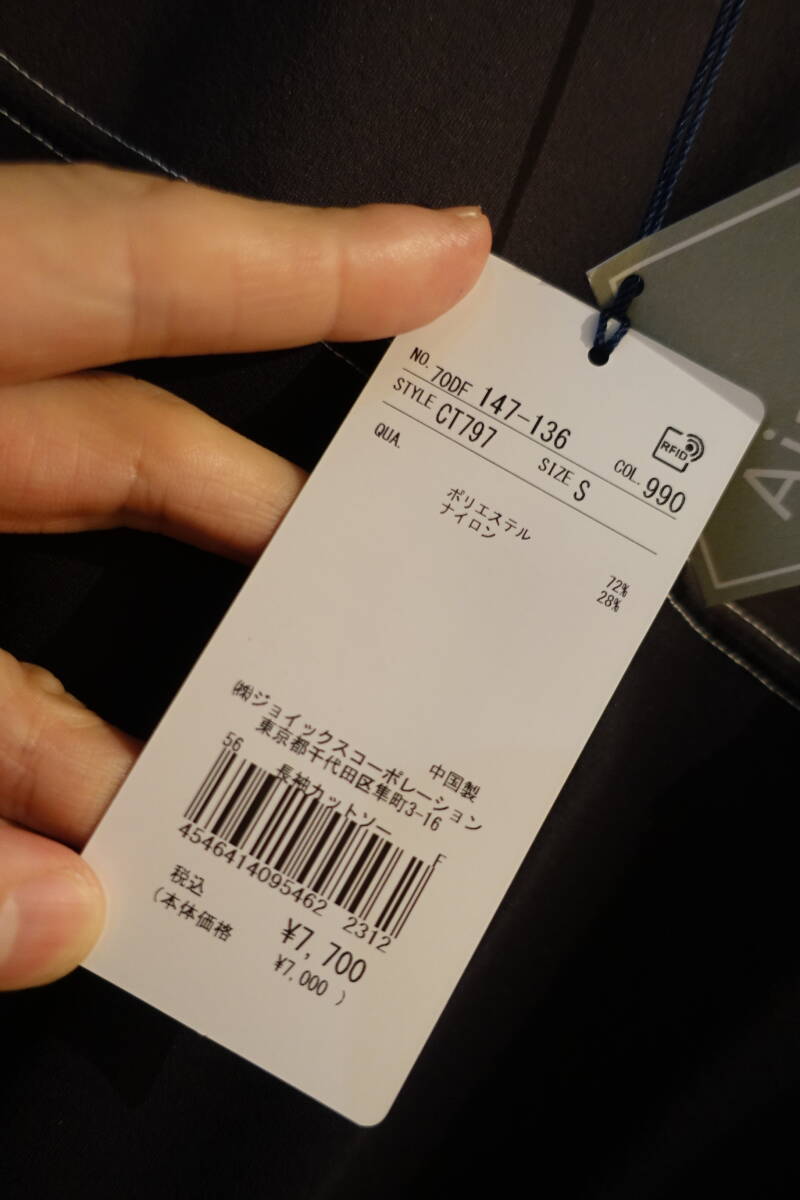 NO. 70DF 147-136
STYLE CT797 SIZE S COL. 990
RFID
QUA.
ポリエステル 72%
ナイロン 28%
中国製
㈱ジョイックスコーポレーション
東京都千代田区隼町3-16
長袖カットソー
56 F
4546414095462 2312
税込 ¥7,700
(本体価格 ¥7,000 )